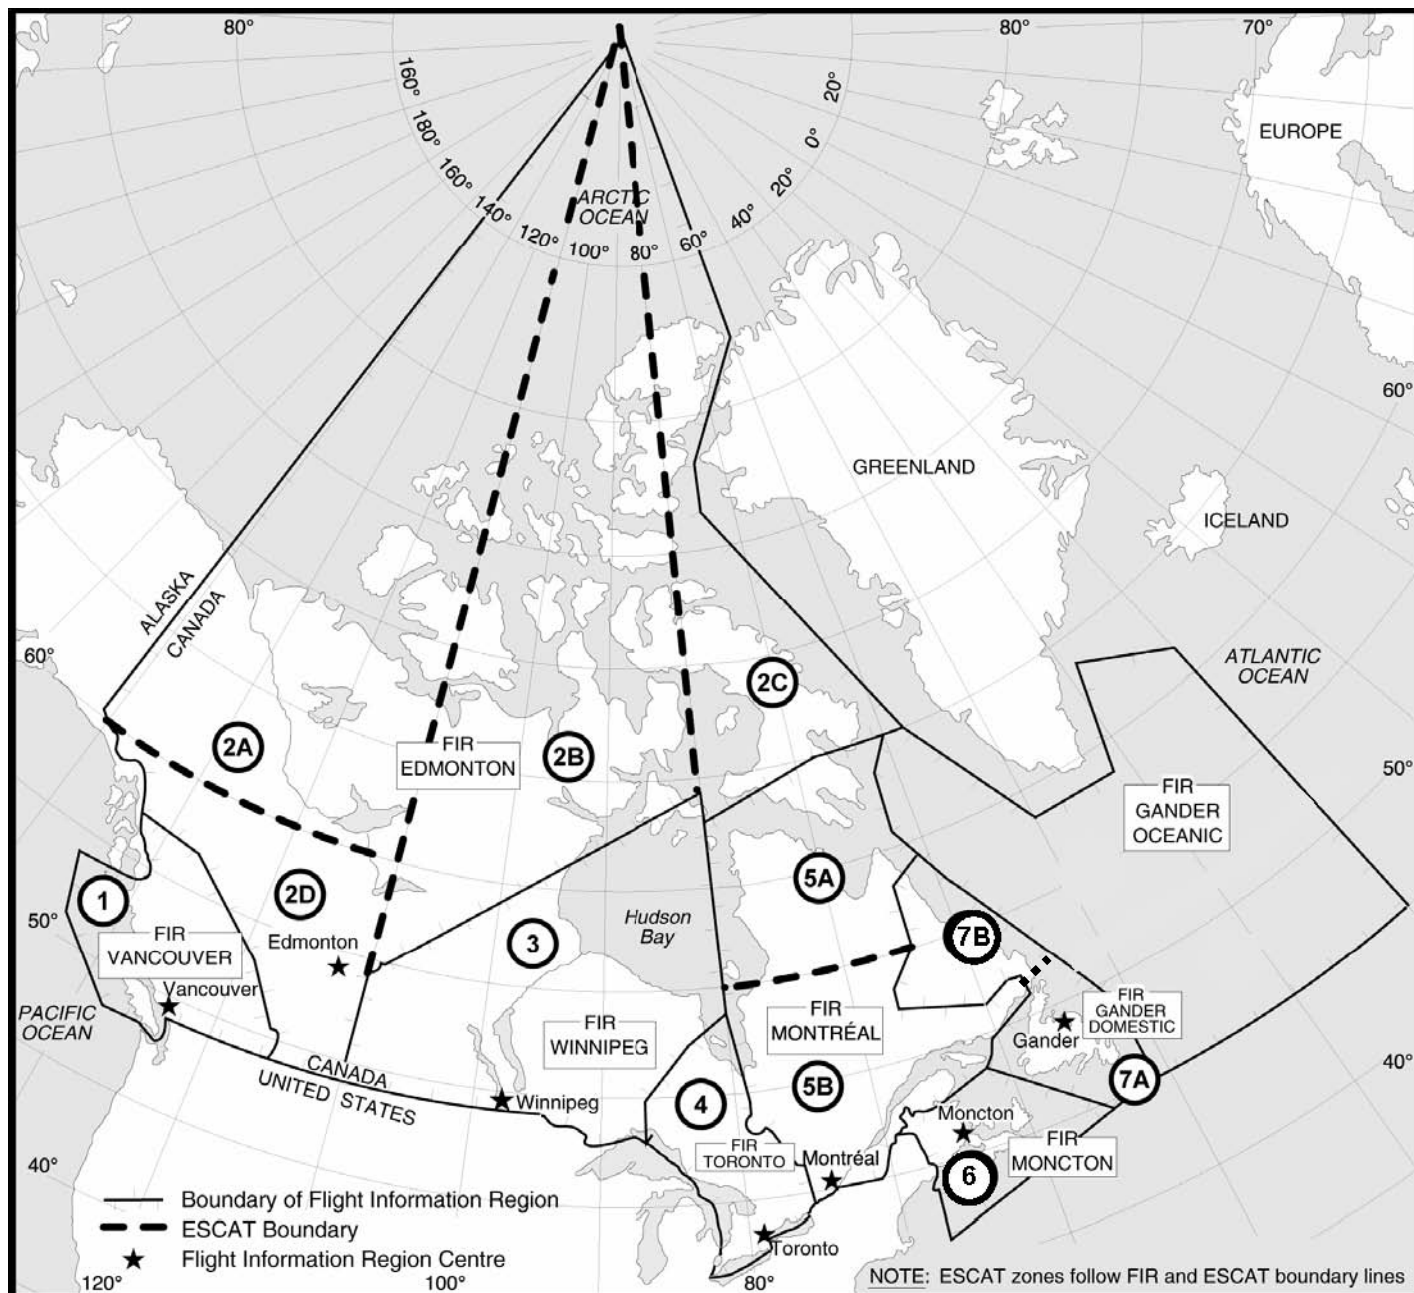 80°
80°
70°
160°
180°
160°
140°
120°
100°
80°
60°
40°
20°
0°
20°
EUROPE
ARCTIC
OCEAN
60°
GREENLAND
ICELAND
ALASKA
CANADA
60°
ATLANTIC
OCEAN
2C
2A
FIR
EDMONTON
2B
50°
FIR
GANDER
OCEANIC
1
2D
5A
50°
FIR
VANCOUVER
Edmonton
3
Hudson
Bay
7B
Vancouver
PACIFIC
OCEAN
FIR
WINNIPEG
FIR
MONTRÉAL
FIR
GANDER
DOMESTIC
Gander
40°
CANADA
UNITED STATES
Winnipeg
4
5B
7A
Moncton
FIR
TORONTO
Montréal
FIR
MONCTON
6
40°
Boundary of Flight Information Region
ESCAT Boundary
Flight Information Region Centre
Toronto
120°
100°
80°
NOTE: ESCAT zones follow FIR and ESCAT boundary lines